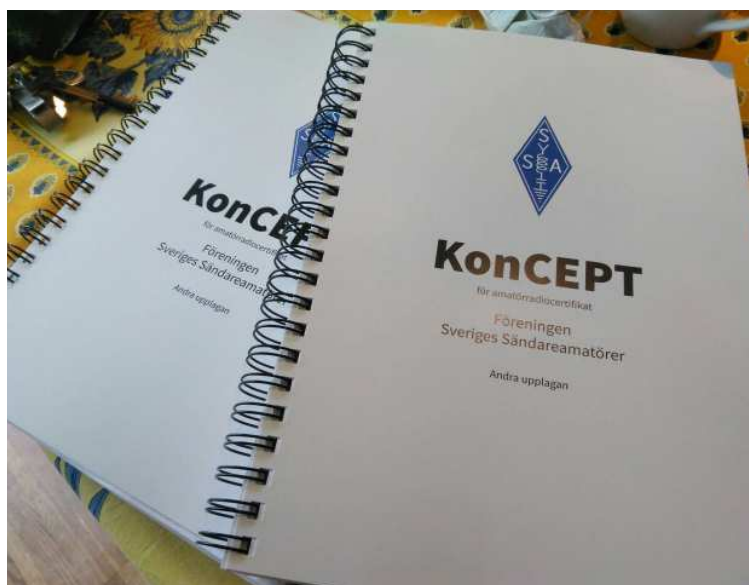 KonCEPT
för amatörradiocertifikat
Föreningen
Sveriges Sändareamatörer
Andra upplagan
SSA
KonCEPT
för amatörradiocertifikat
Föreningen
Sveriges Sändareamatörer
Andra upplagan